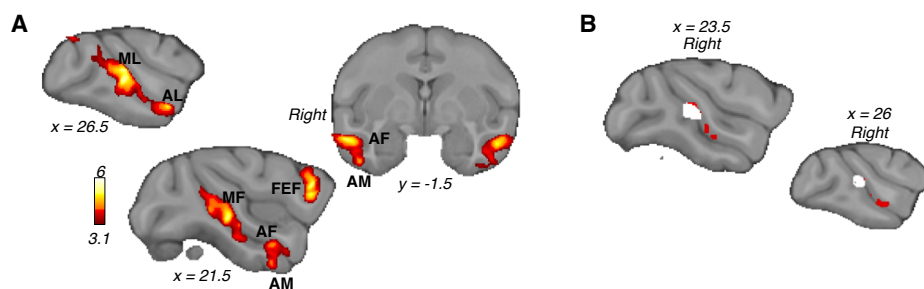 A
B
x = 23.5
Right
ML
AL
x = 26.5
Right
AF
AM
y = -1.5
x = 26
Right
6
3.1
MF
FEF
AF
x = 21.5
AM